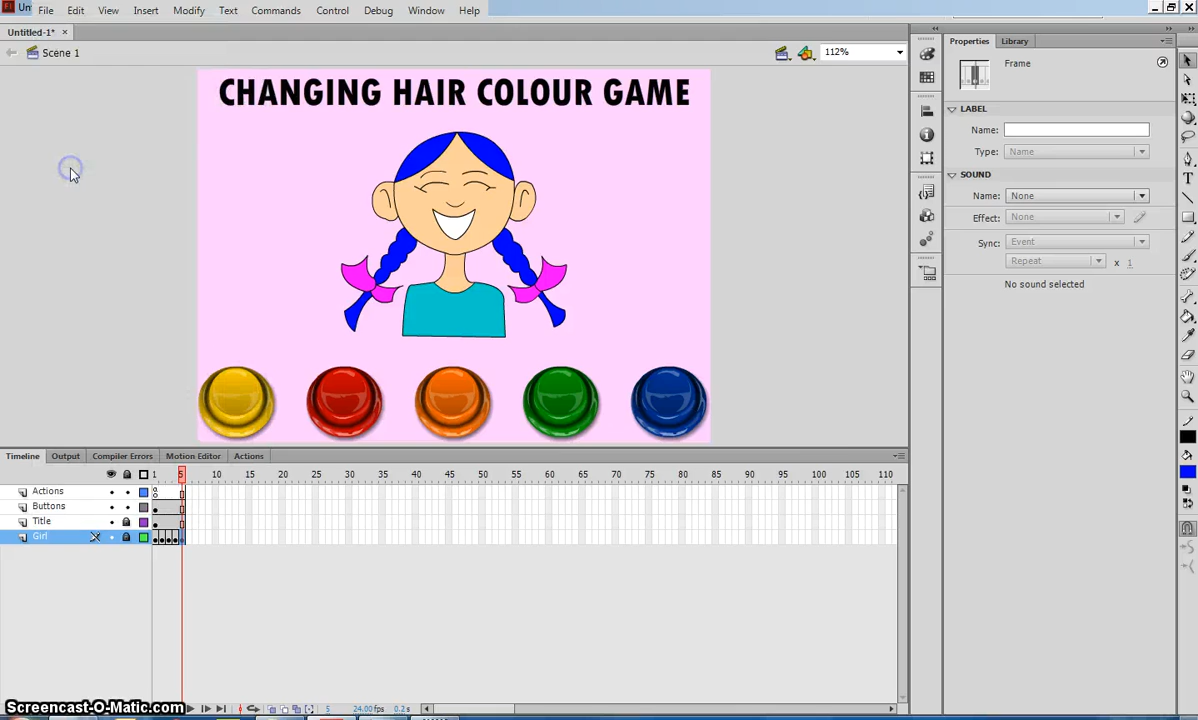 Un
File Edit View Insert Modify Text Commands Control Debug Window Help
Untitled-1* ×
Scene 1
112%
CHANGING HAIR COLOUR GAME
Properties Library
Frame
LABEL
Name:
Type: Name
SOUND
Name: None
Effect: None
Sync: Event
Repeat x 1
No sound selected
Timeline Output Compiler Errors Motion Editor Actions
1 5 10 15 20 25 30 35 40 45 50 55 60 65 70 75 80 85 90 95 100 105 110
Actions
Buttons
Title
Girl
5 24.00 fps 0.2 s
Screencast-O-Matic.com